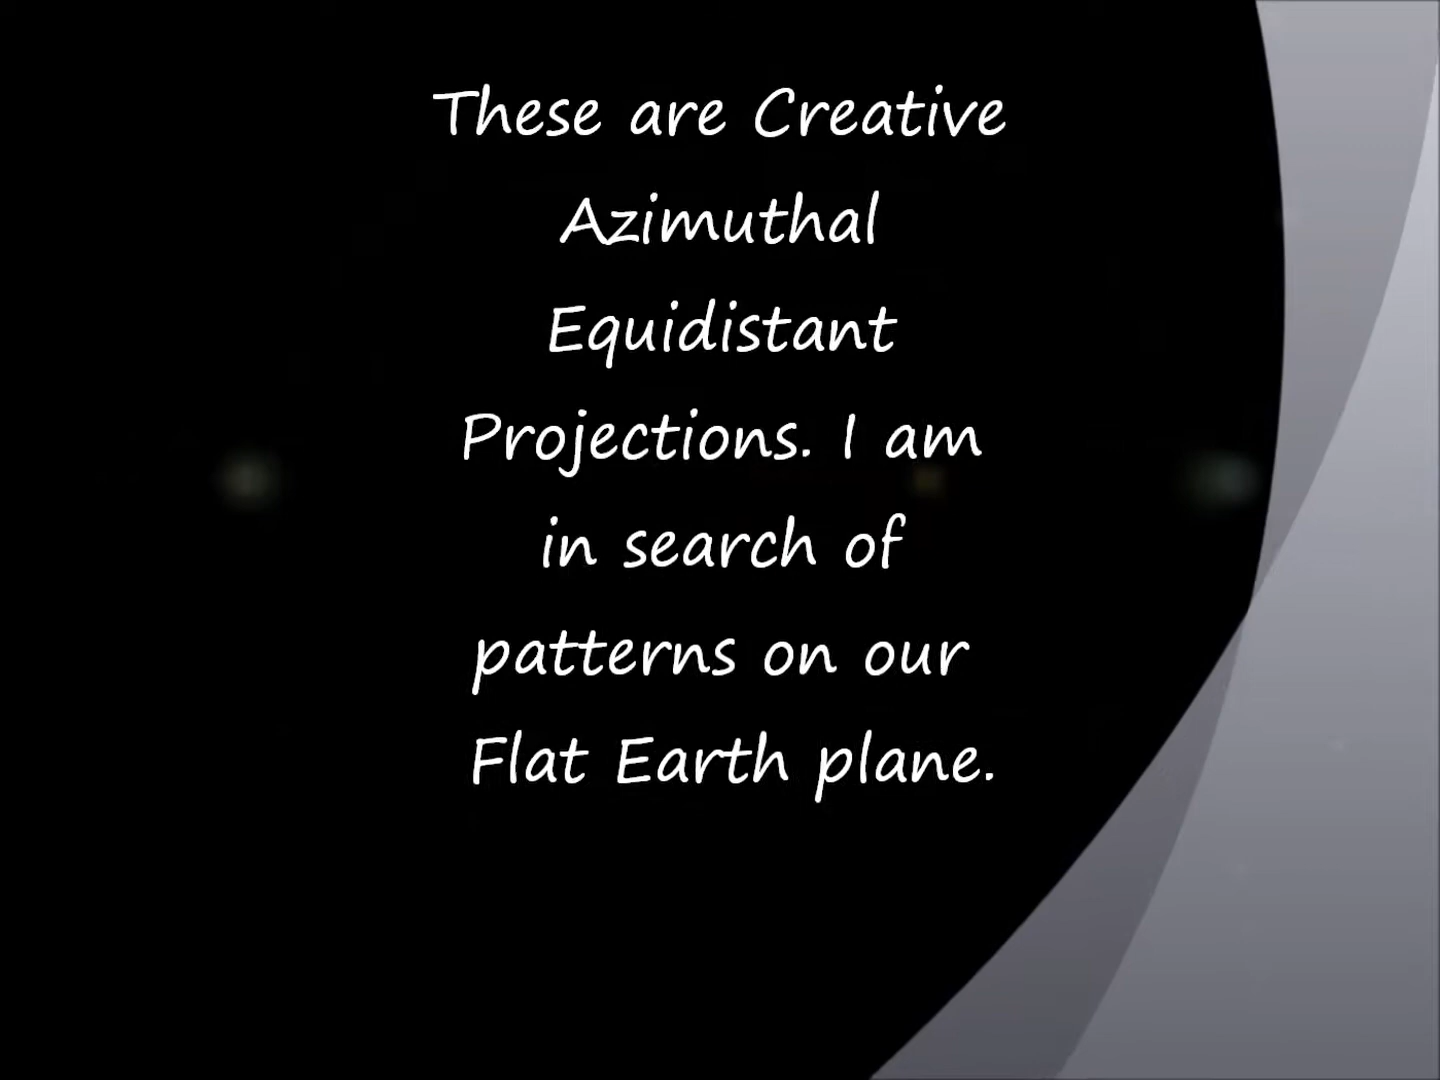 These are Creative
Azimuthal
Equidistant
Projections. I am
in search of
patterns on our
Flat Earth plane.